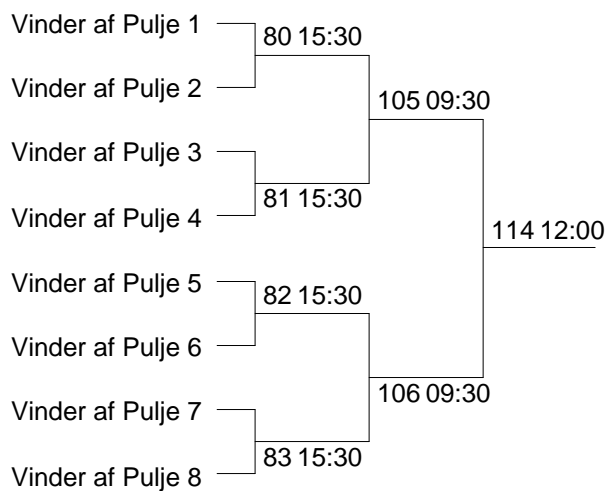 Vinder af Pulje 1
80 15:30
Vinder af Pulje 2
105 09:30
Vinder af Pulje 3
81 15:30
Vinder af Pulje 4
114 12:00
Vinder af Pulje 5
82 15:30
Vinder af Pulje 6
106 09:30
Vinder af Pulje 7
83 15:30
Vinder af Pulje 8